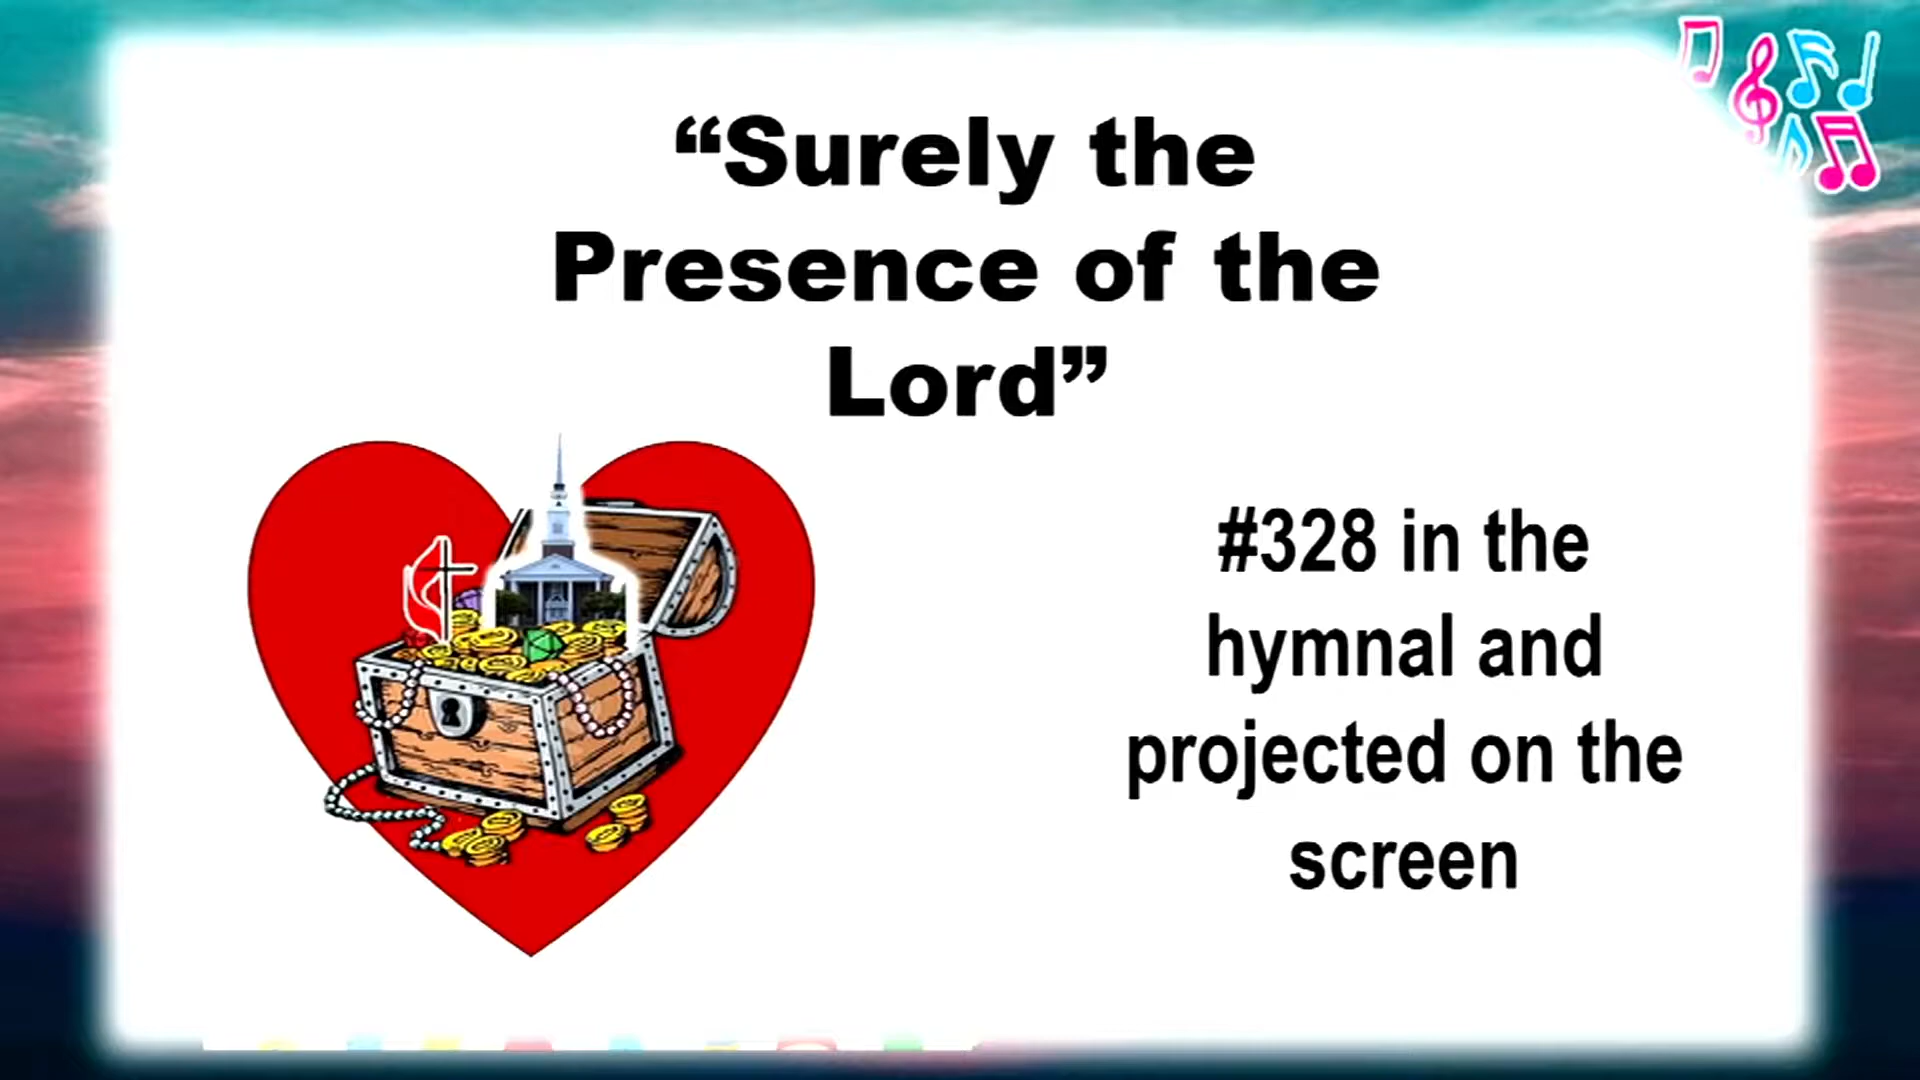 “Surely the
Presence of the
Lord”
#328 in the
hymnal and
projected on the
screen